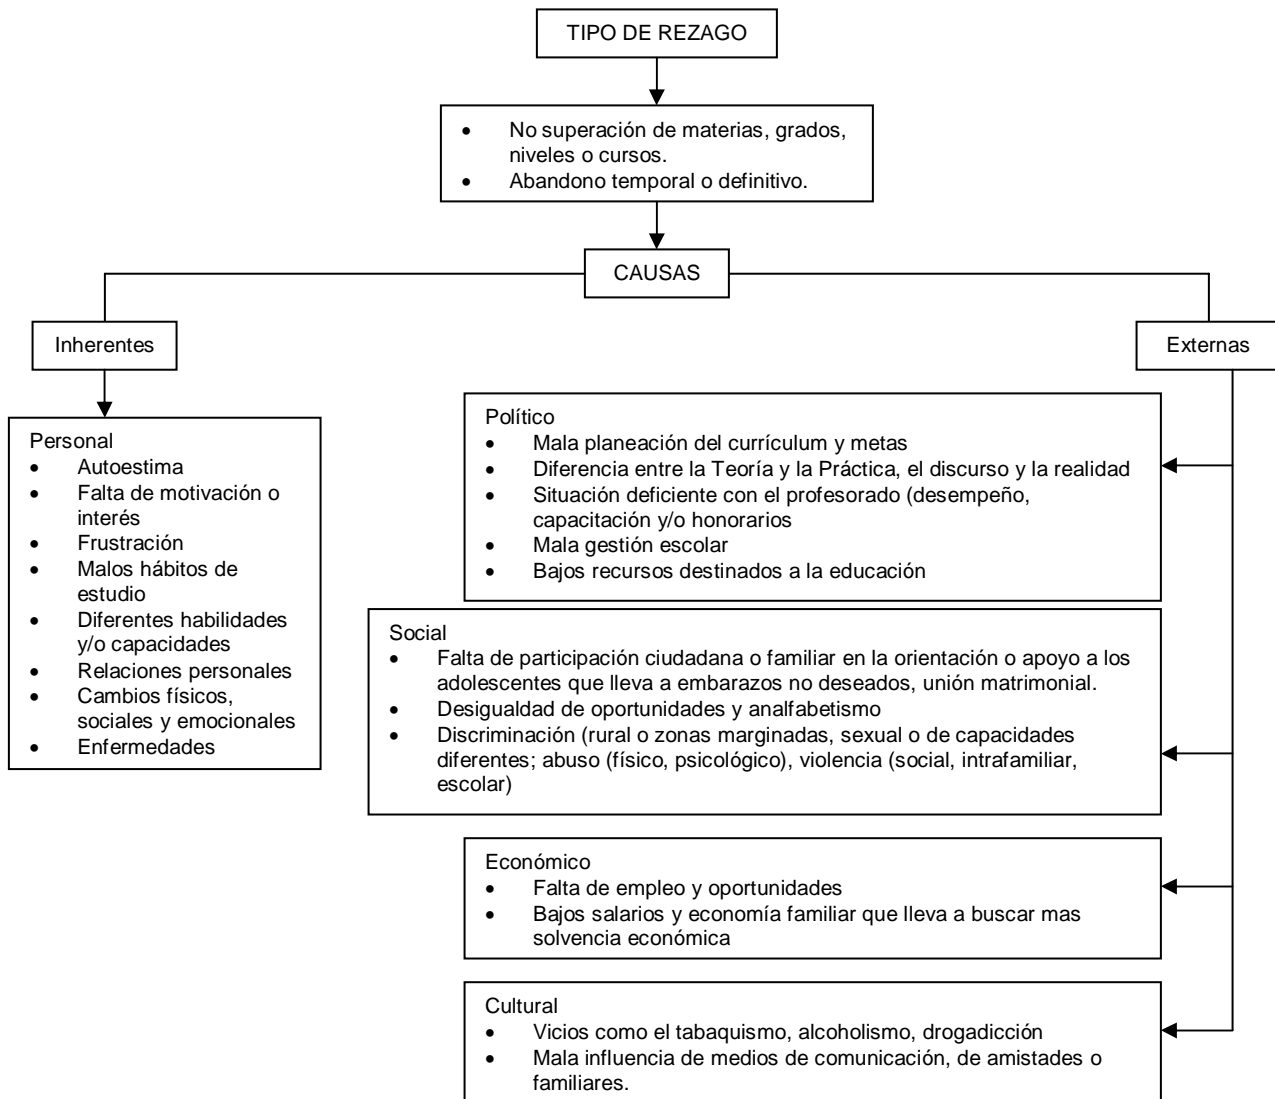 TIPO DE REZAGO
• No superación de materias, grados,
niveles o cursos.
• Abandono temporal o definitivo.
CAUSAS
Inherentes
Externas
Personal
• Autoestima
• Falta de motivación o
interés
• Frustración
• Malos hábitos de
estudio
• Diferentes habilidades
y/o capacidades
• Relaciones personales
• Cambios físicos,
sociales y emocionales
• Enfermedades
Político
• Mala planeación del currículum y metas
• Diferencia entre la Teoría y la Práctica, el discurso y la realidad
• Situación deficiente con el profesorado (desempeño,
capacitación y/o honorarios
• Mala gestión escolar
• Bajos recursos destinados a la educación
Social
• Falta de participación ciudadana o familiar en la orientación o apoyo a los
adolescentes que lleva a embarazos no deseados, unión matrimonial.
• Desigualdad de oportunidades y analfabetismo
• Discriminación (rural o zonas marginadas, sexual o de capacidades
diferentes; abuso (físico, psicológico), violencia (social, intrafamiliar,
escolar)
Económico
• Falta de empleo y oportunidades
• Bajos salarios y economía familiar que lleva a buscar mas
solvencia económica
Cultural
• Vicios como el tabaquismo, alcoholismo, drogadicción
• Mala influencia de medios de comunicación, de amistades o
familiares.